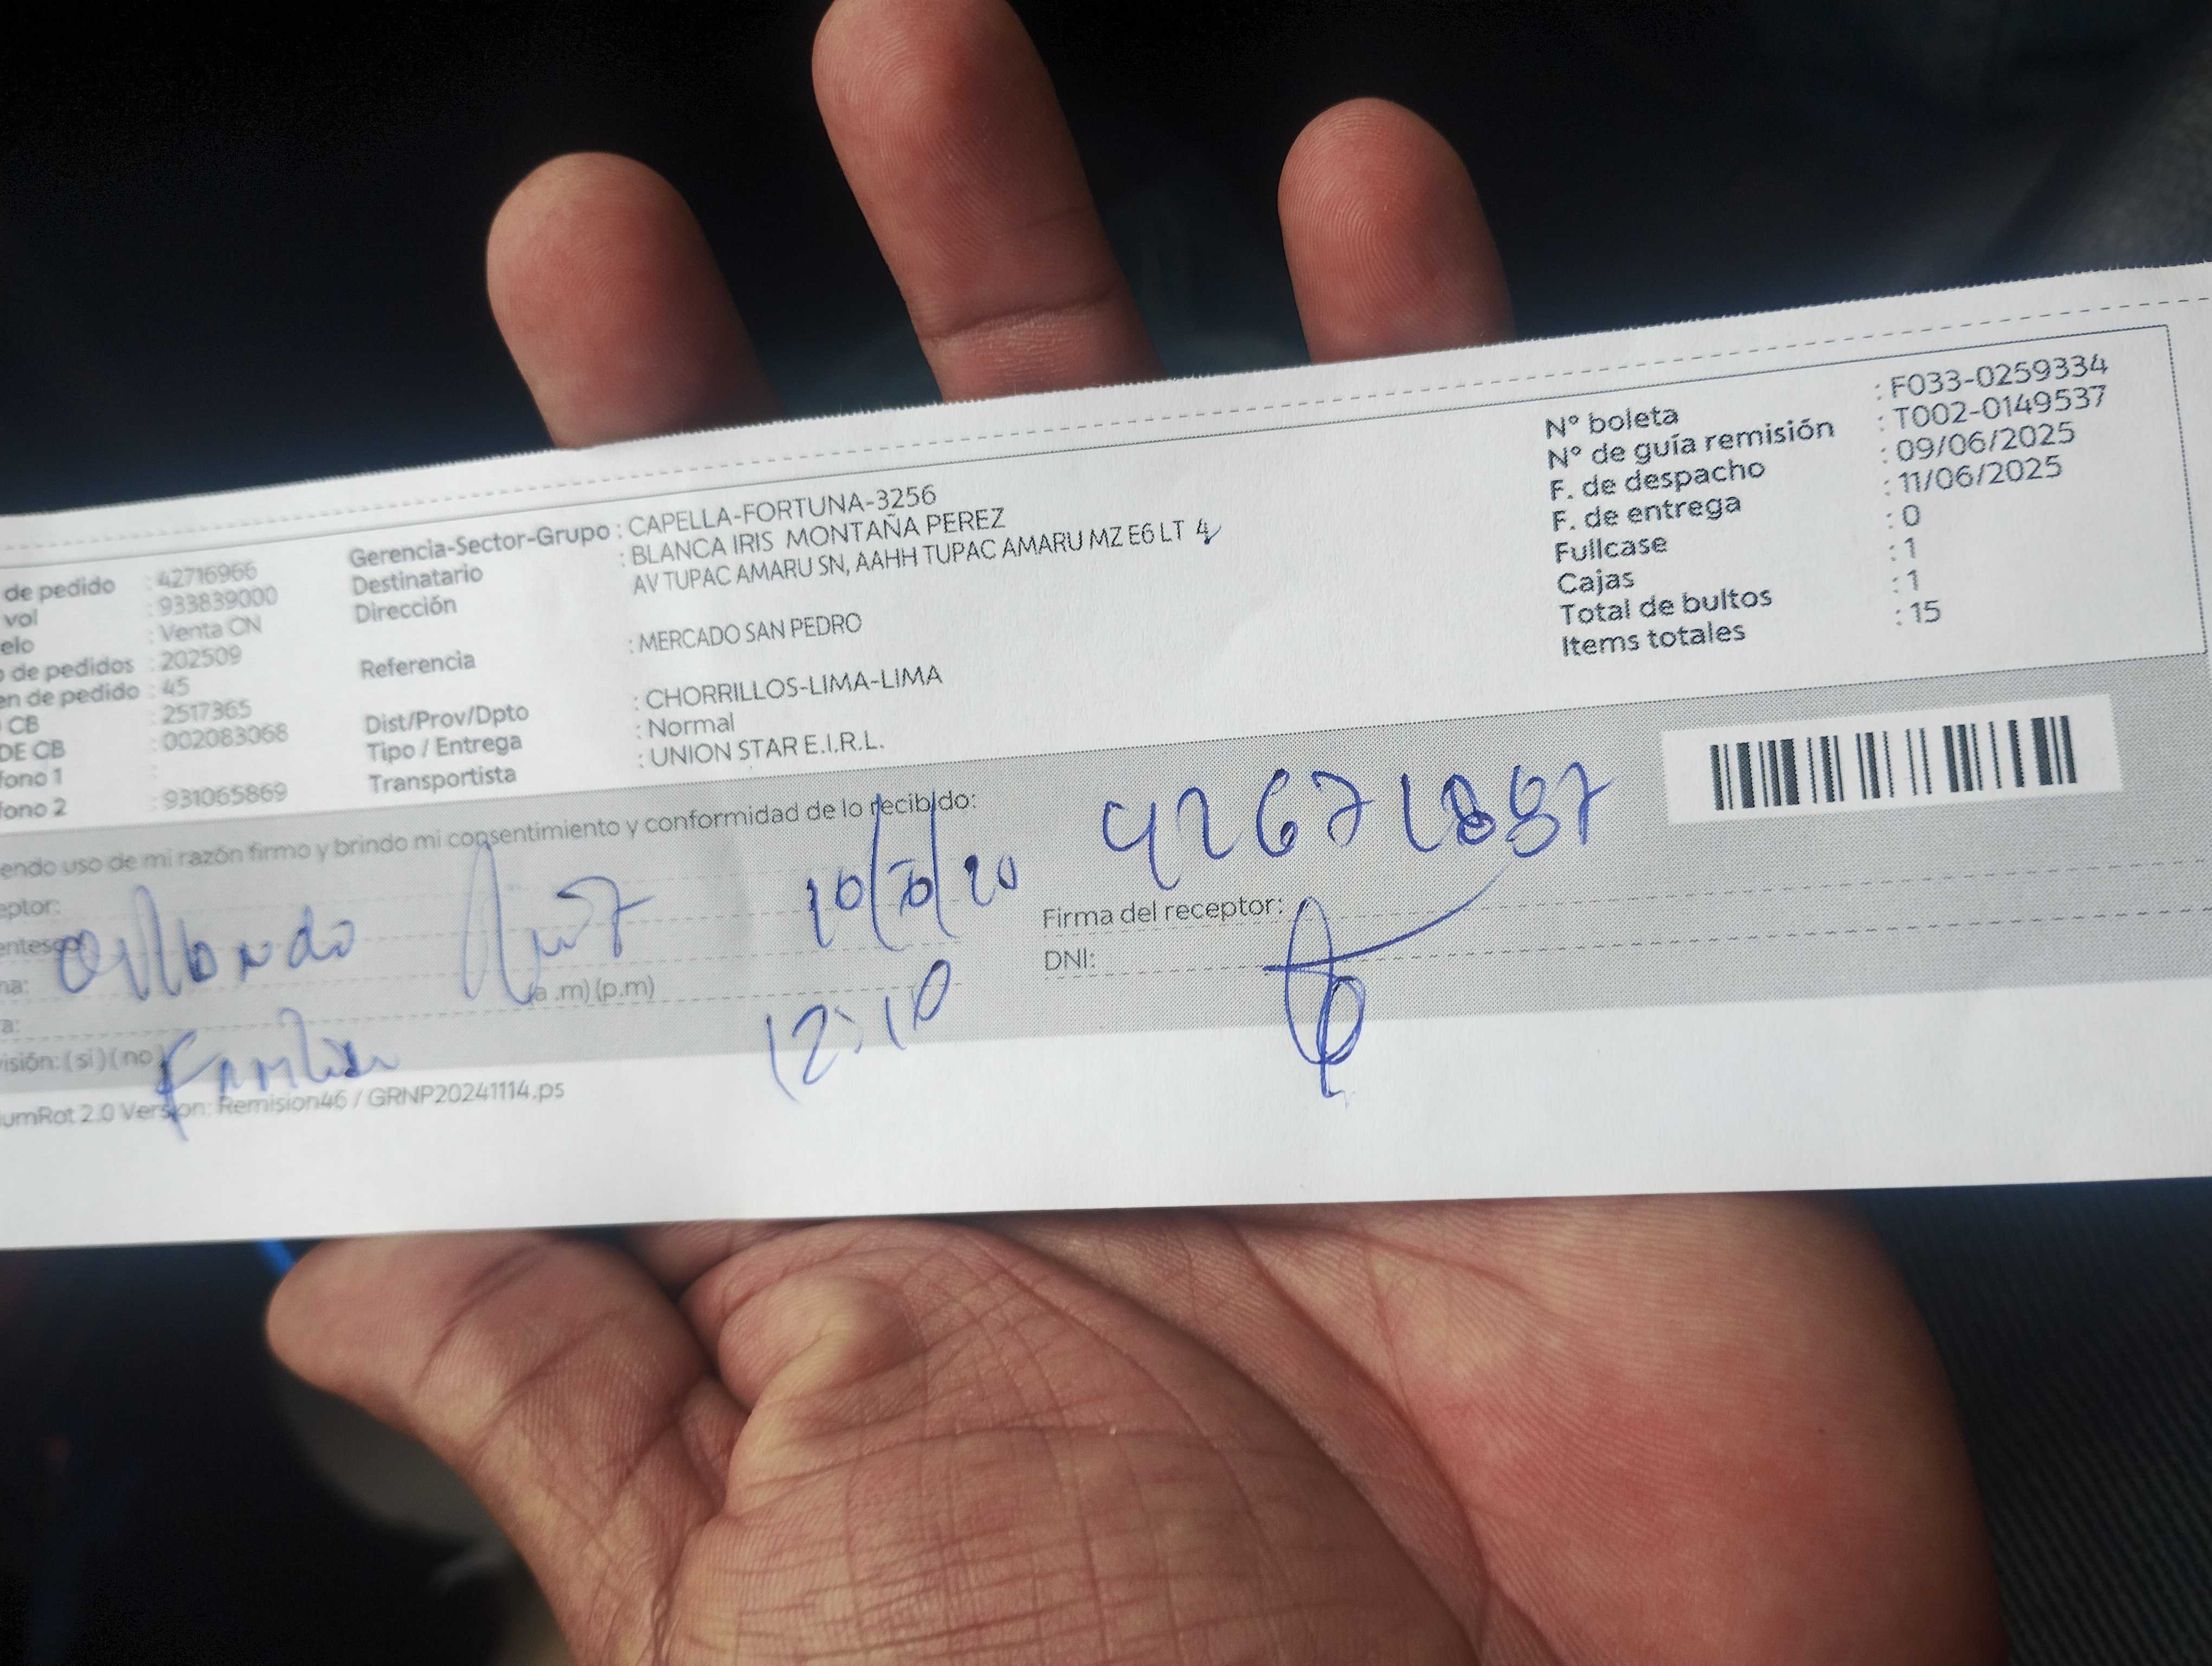 de pedido : 42716966
vol : 933839000
elo : Venta CN
de pedidos : 202509
en de pedido : 45
CB : 2517365
DE CB : 002083068
fono 1 :
fono 2 : 931065869
Gerencia-Sector-Grupo : CAPELLA-FORTUNA-3256
Destinatario : BLANCA IRIS MONTAÑA PEREZ
Dirección AV TUPAC AMARU SN, AAHH TUPAC AMARU MZ E6 LT 4
Referencia : MERCADO SAN PEDRO
Dist/Prov/Dpto : CHORRILLOS-LIMA-LIMA
Tipo / Entrega : Normal
Transportista : UNION STAR E.I.R.L.
N° boleta : F033-0259334
N° de guía remisión : T002-0149537
F. de despacho : 09/06/2025
F. de entrega : 11/06/2025
Fullcase : 0
Cajas : 1
Total de bultos : 1
Items totales : 15
endo uso de mi razón firmo y brindo mi consentimiento y conformidad de lo recibido:
eptor:
entesco:
na:
a: (a .m) (p.m)
12:10
Firma del receptor:
DNI:
visión: ( si ) ( no )
umRot 2.0 Version: Remision46 / GRNP20241114.ps